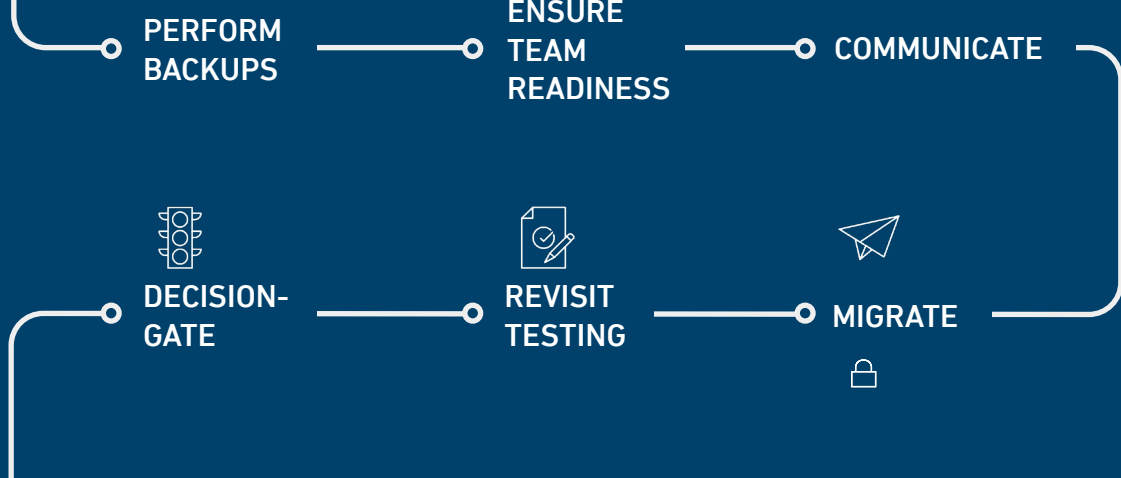 PERFORM
BACKUPS
ENSURE
TEAM
READINESS
COMMUNICATE
DECISION-
GATE
REVISIT
TESTING
MIGRATE